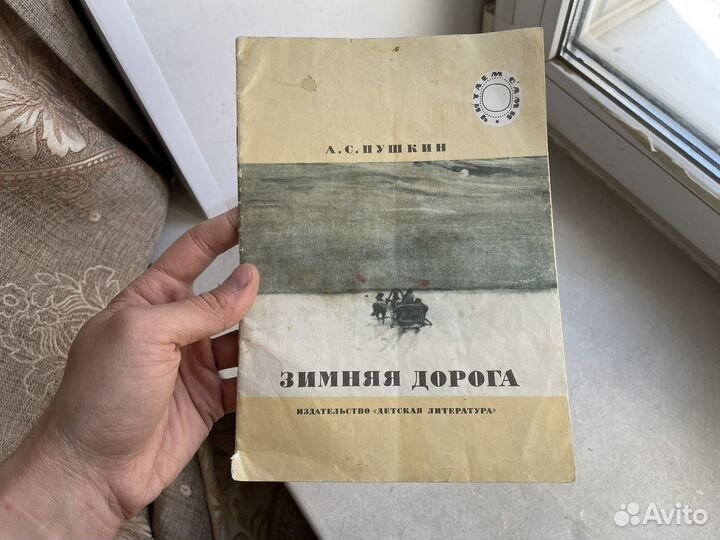 ЧИТАЕМ САМИ
А. С. ПУШКИН
ЗИМНЯЯ ДОРОГА
ИЗДАТЕЛЬСТВО «ДЕТСКАЯ ЛИТЕРАТУРА»
Avito